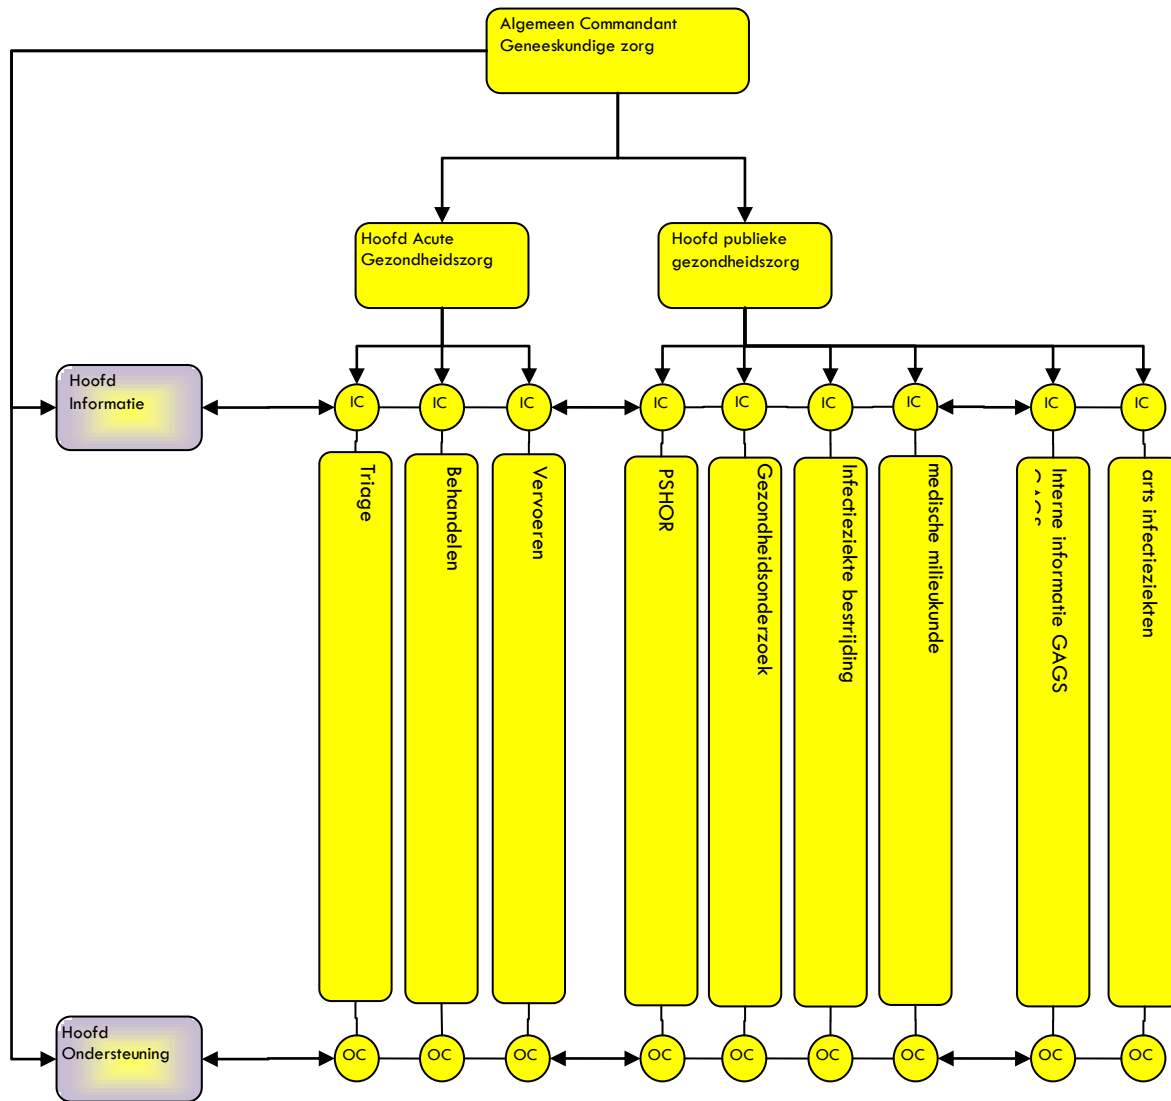 Algemeen Commandant
Geneeskundige zorg
Hoofd Acute
Gezondheidszorg
Hoofd publieke
gezondheidszorg
Hoofd
Informatie
IC
IC
IC
IC
IC
IC
IC
IC
IC
Triage
Behandelen
Vervoeren
PSHOR
Gezondheidsonderzoek
Infectieziekte bestrijding
medische milieukunde
Interne informatie GAGS
arts infectieziekten
Hoofd
Ondersteuning
OC
OC
OC
OC
OC
OC
OC
OC
OC